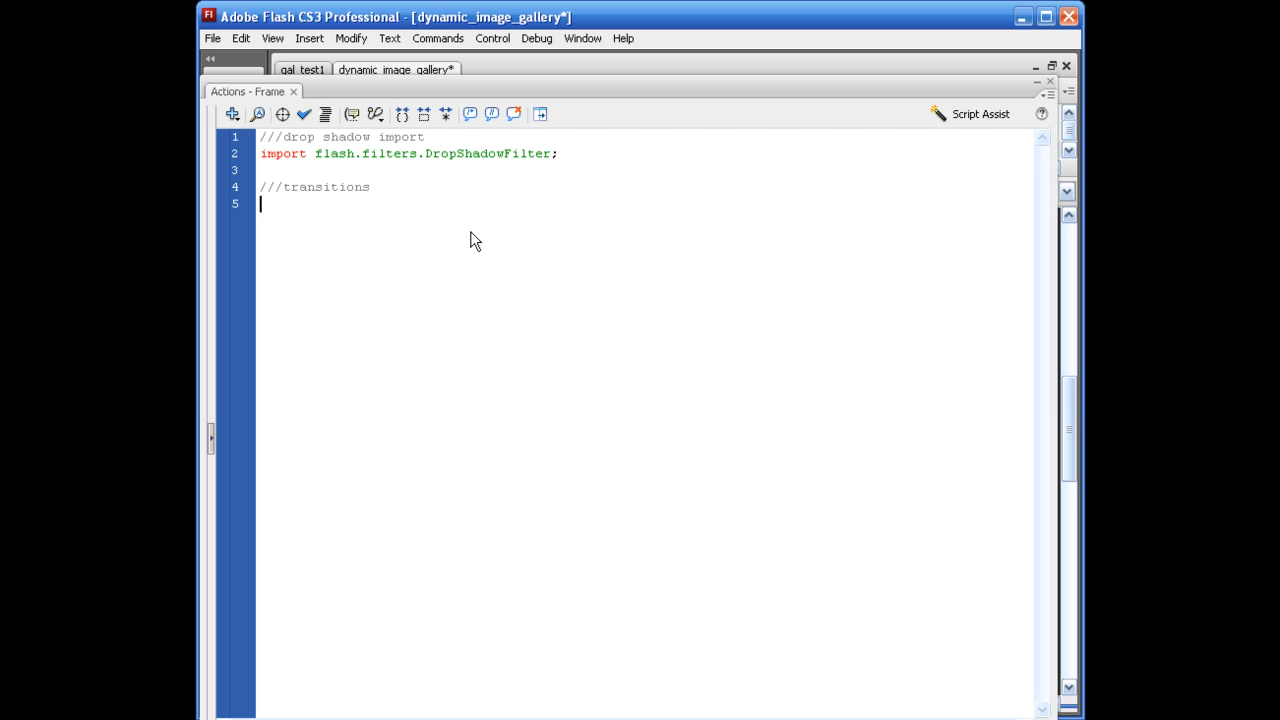 Adobe Flash CS3 Professional - [dynamic_image_gallery*]
File Edit View Insert Modify Text Commands Control Debug Window Help
gal_test1 dynamic_image_gallery*
Actions - Frame
Script Assist
1 ///drop shadow import
2 import flash.filters.DropShadowFilter;
3
4 ///transitions
5